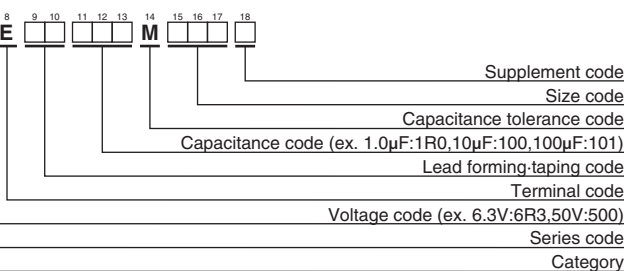 8 9 10 11 12 13 14 15 16 17 18
E M
Supplement code
Size code
Capacitance tolerance code
Capacitance code (ex. 1.0μF:1R0,10μF:100,100μF:101)
Lead forming·taping code
Terminal code
Voltage code (ex. 6.3V:6R3,50V:500)
Series code
Category